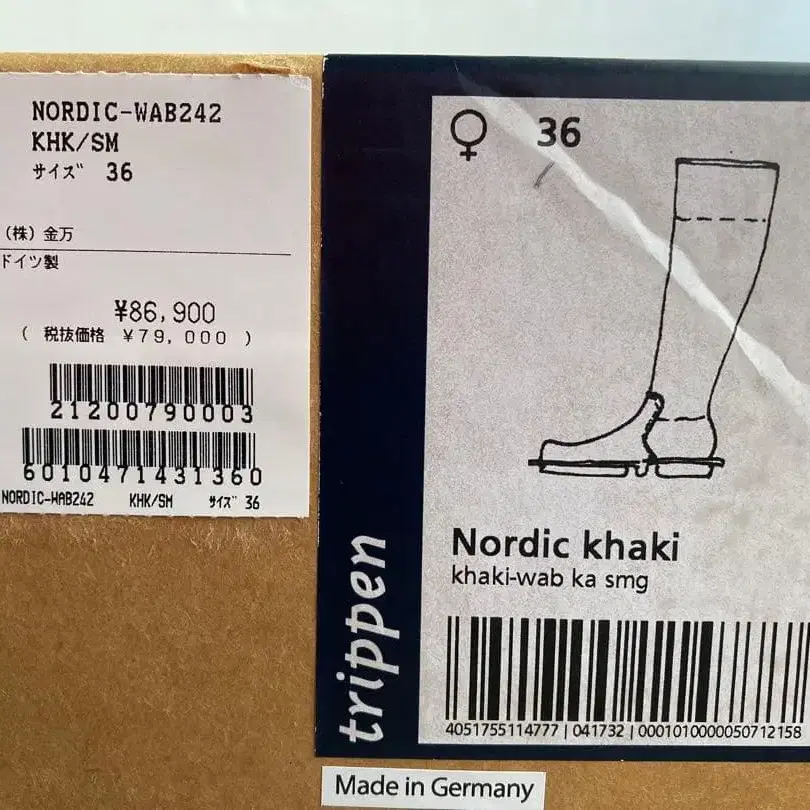 NORDIC-WAB242
KHK/SM
サイズ 36
(株) 金万
ドイツ製
¥86,900
( 税抜価格 ¥79,000 )
21200790003
6010471431360
NORDIC-WAB242 KHK/SM サイズ 36
♀ 36
Nordic khaki
khaki-wab ka smg
4051755114777 | 041732 | 0001010000050712158
trippen
Made in Germany